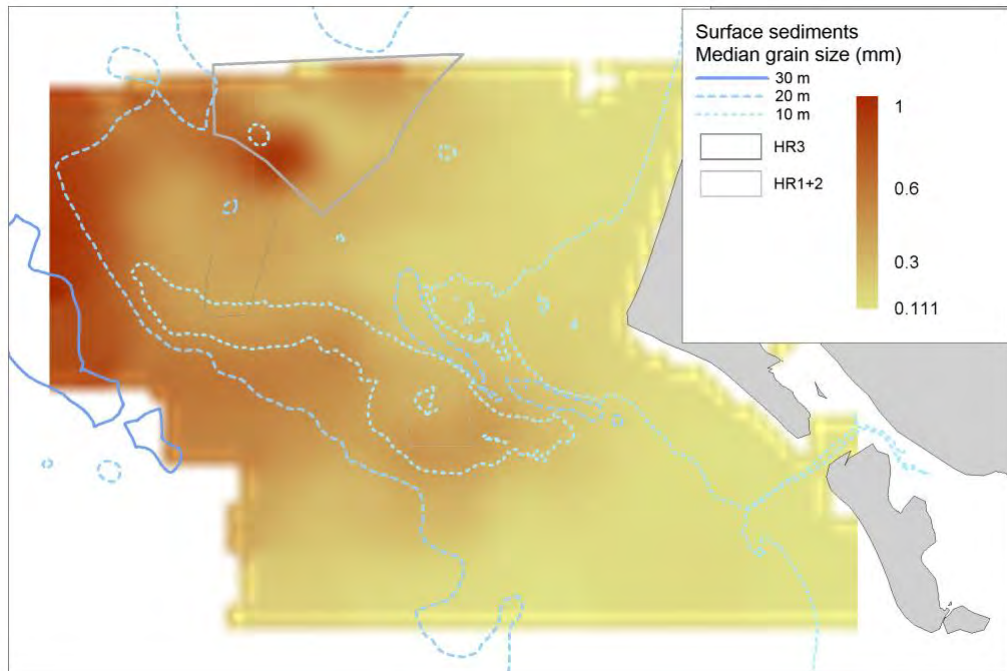 Surface sediments
Median grain size (mm)
30 m
20 m
10 m
HR3
HR1+2
1
0.6
0.3
0.111